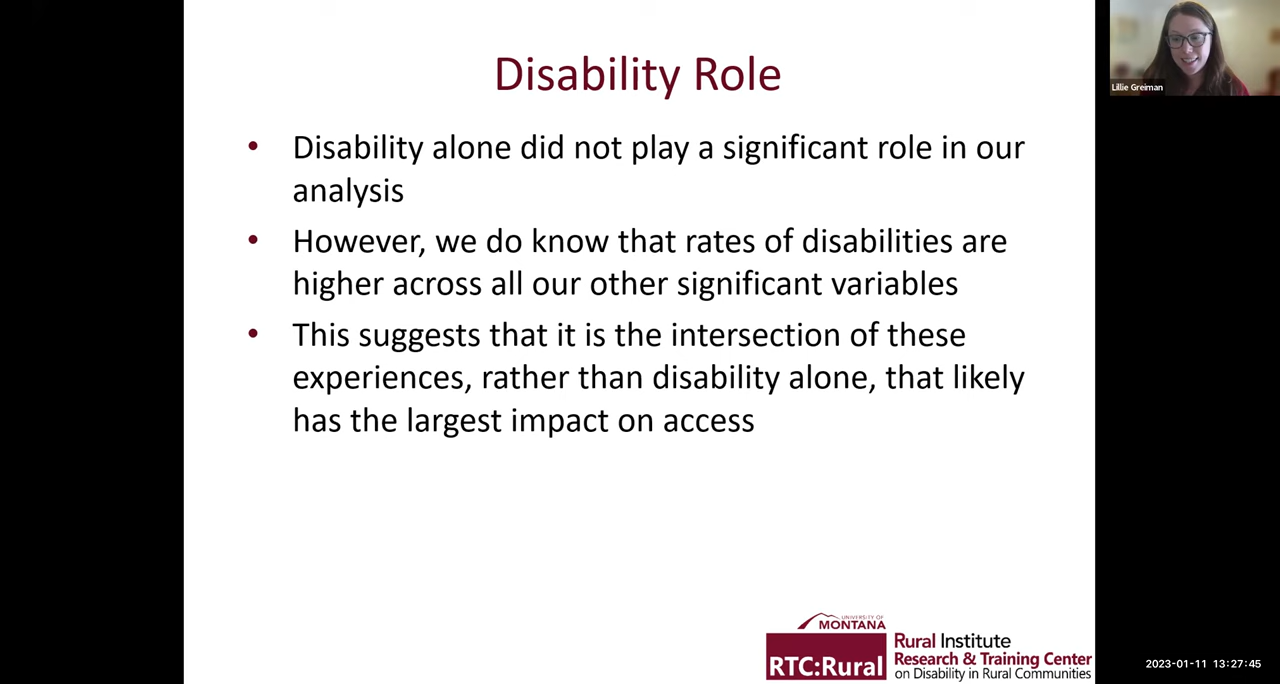 Disability Role
• Disability alone did not play a significant role in our
analysis
• However, we do know that rates of disabilities are
higher across all our other significant variables
• This suggests that it is the intersection of these
experiences, rather than disability alone, that likely
has the largest impact on access
Lillie Greiman
UNIVERSITY OF
MONTANA
RTC:Rural
Rural Institute
Research & Training Center
on Disability in Rural Communities
2023-01-11 13:27:45